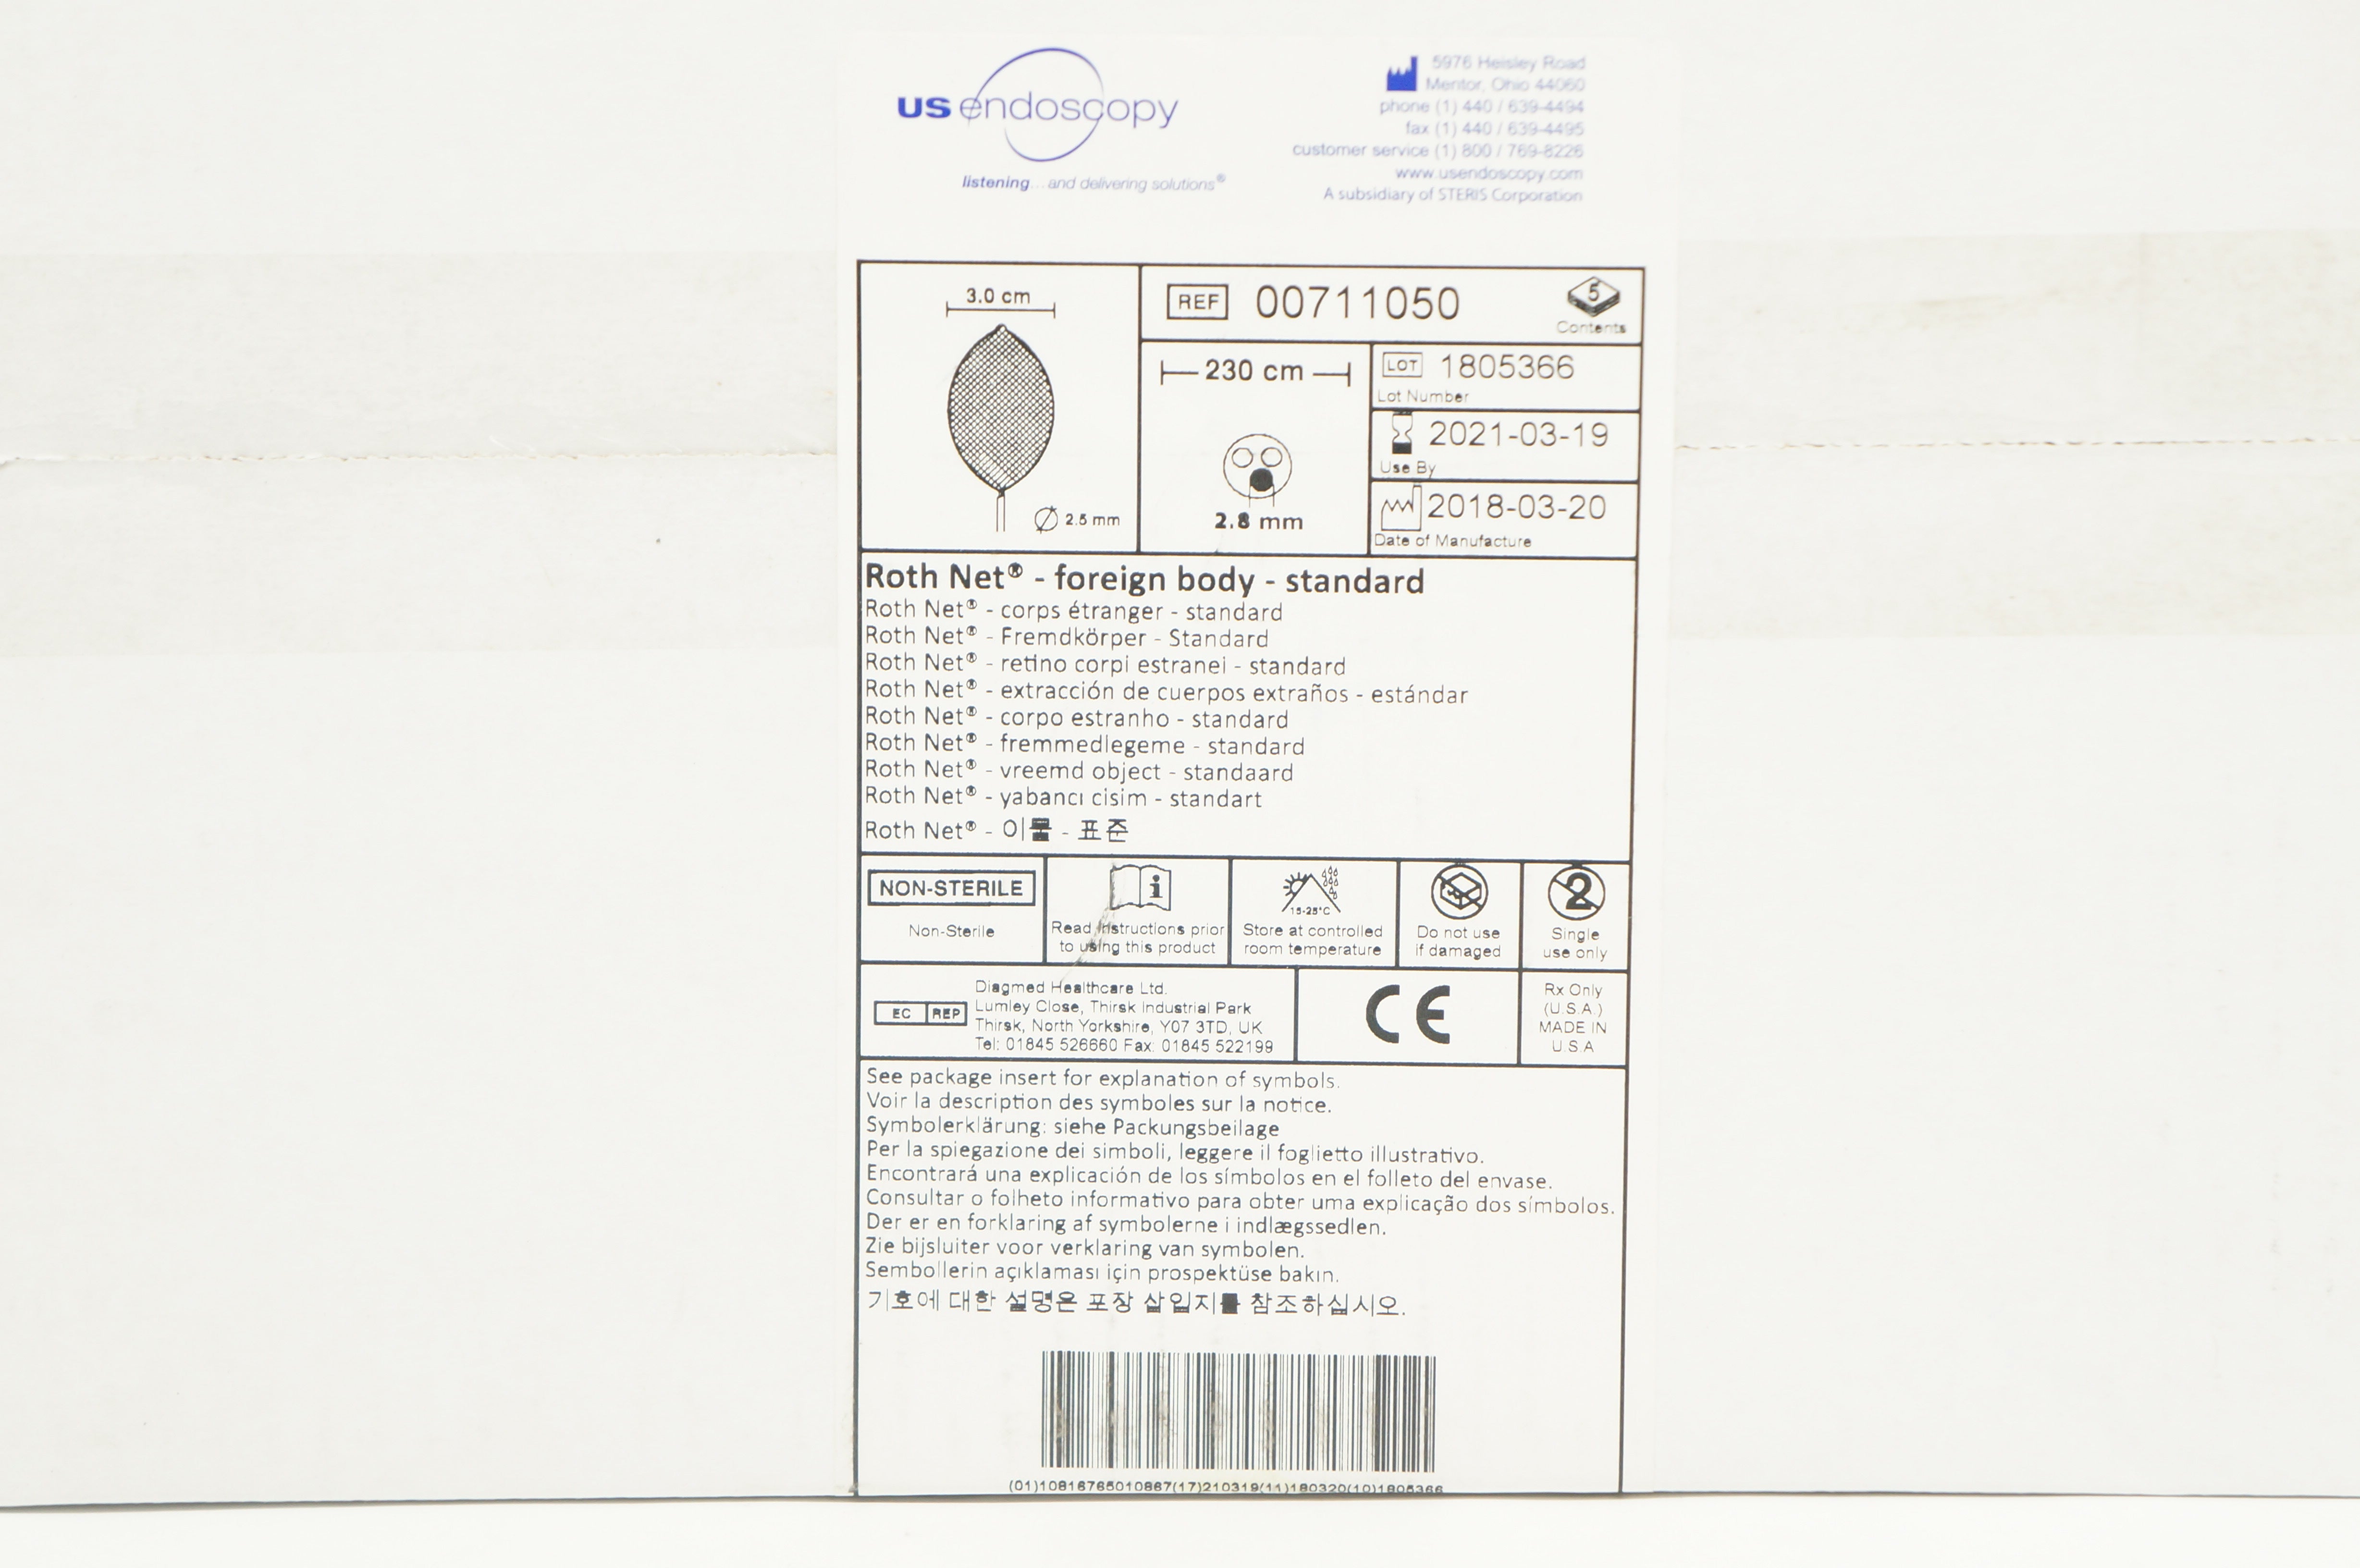 US endoscopy
listening...and delivering solutions®
5976 Heisley Road
Mentor, Ohio 44060
phone (1) 440 / 639-4494
fax (1) 440 / 639-4495
customer service (1) 800 / 769-8226
www.usendoscopy.com
A subsidiary of STERIS Corporation
3.0 cm
Ø 2.5 mm
REF 00711050
5
Contents
230 cm
2.8 mm
LOT 1805366
Lot Number
2021-03-19
Use By
2018-03-20
Date of Manufacture
Roth Net® - foreign body - standard
Roth Net® - corps étranger - standard
Roth Net® - Fremdkörper - Standard
Roth Net® - retino corpi estranei - standard
Roth Net® - extracción de cuerpos extraños - estándar
Roth Net® - corpo estranho - standard
Roth Net® - fremmedlegeme - standard
Roth Net® - vreemd object - standaard
Roth Net® - yabancı cisim - standart
Roth Net® - 이물 - 표준
NON-STERILE
Non-Sterile
i
Read instructions prior
to using this product
15-25°C
Store at controlled
room temperature
Do not use
if damaged
2
Single
use only
EC REP
Diagmed Healthcare Ltd.
Lumley Close, Thirsk Industrial Park
Thirsk, North Yorkshire, Y07 3TD, UK
Tel: 01845 526660 Fax: 01845 522199
CE
Rx Only
(U.S.A.)
MADE IN
U.S.A
See package insert for explanation of symbols.
Voir la description des symboles sur la notice.
Symbolerklärung: siehe Packungsbeilage
Per la spiegazione dei simboli, leggere il foglietto illustrativo.
Encontrará una explicación de los símbolos en el folleto del envase.
Consultar o folheto informativo para obter uma explicação dos símbolos.
Der er en forklaring af symbolerne i indlægssedlen.
Zie bijsluiter voor verklaring van symbolen.
Sembollerin açıklaması için prospektüse bakın.
기호에 대한 설명은 포장 삽입지를 참조하십시오.
(01)10816765010867(17)210319(11)180320(10)1805366